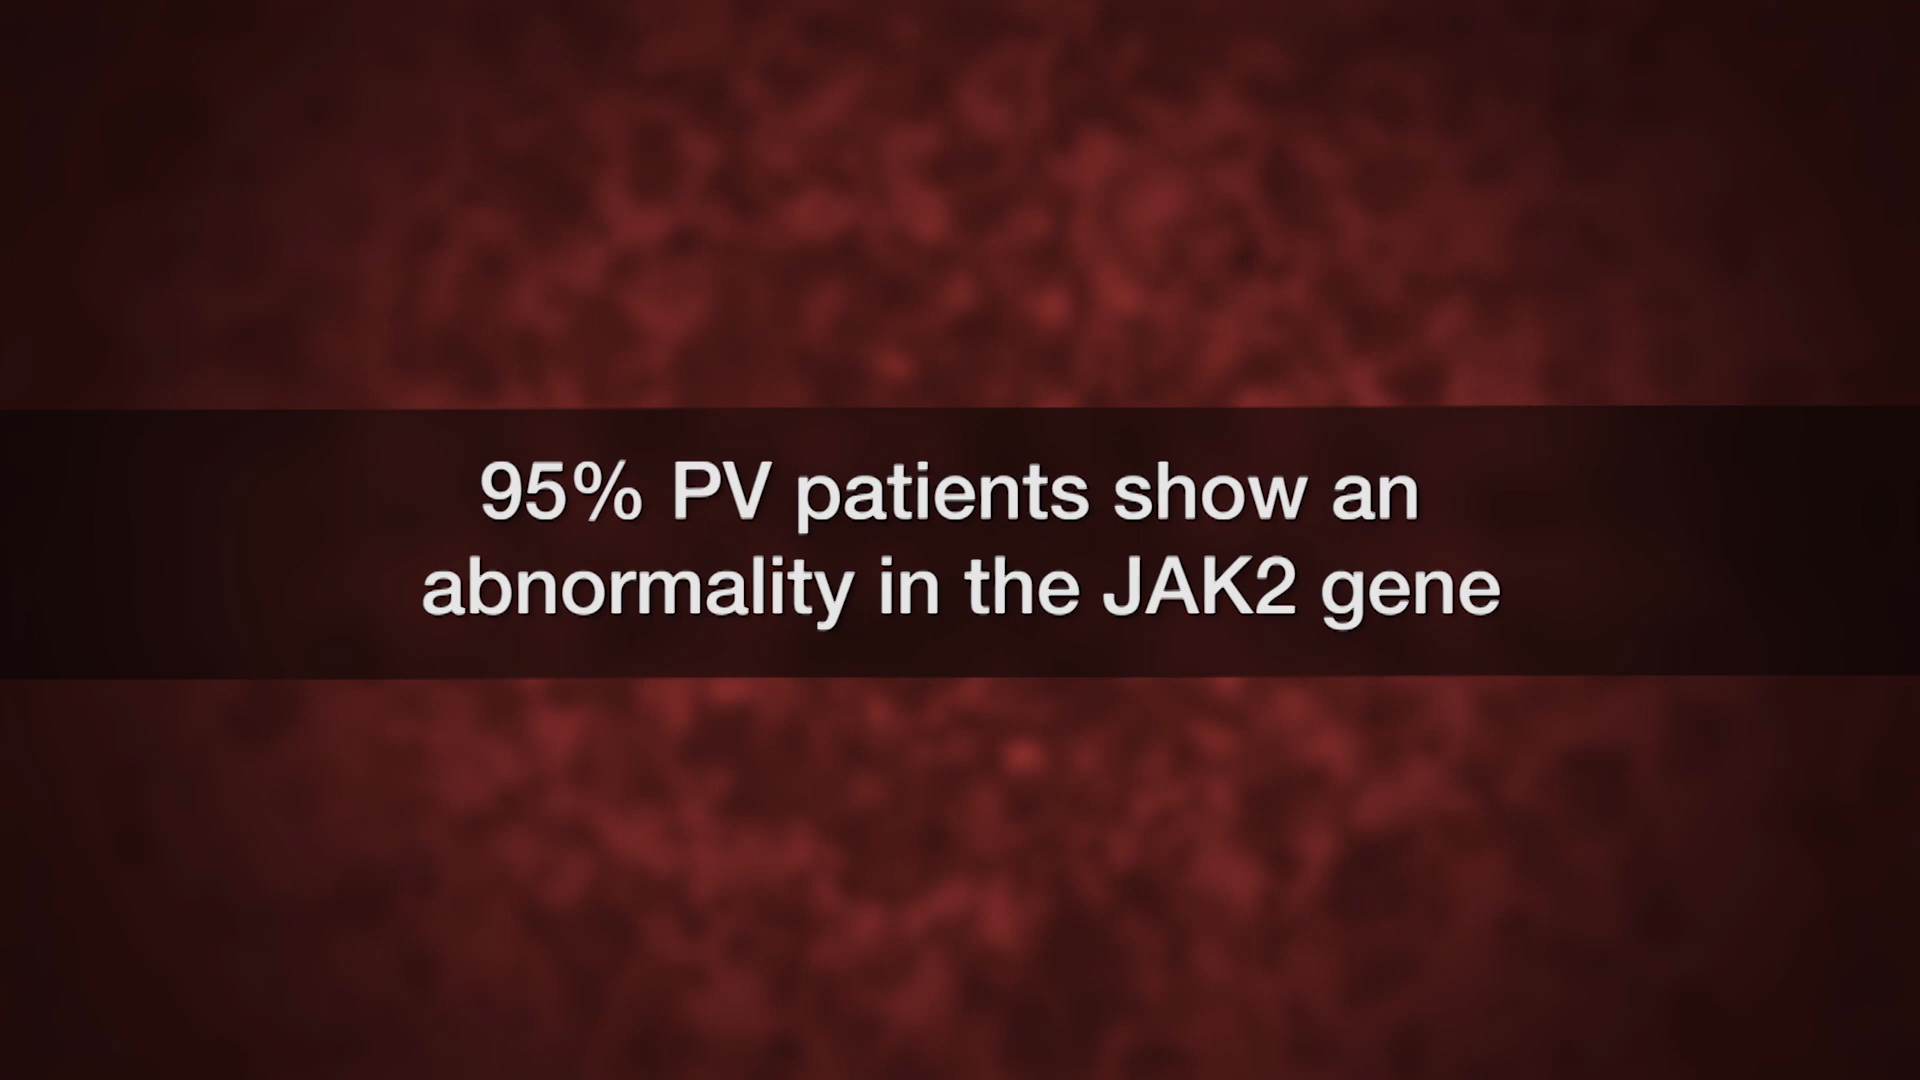 95% PV patients show an
abnormality in the JAK2 gene